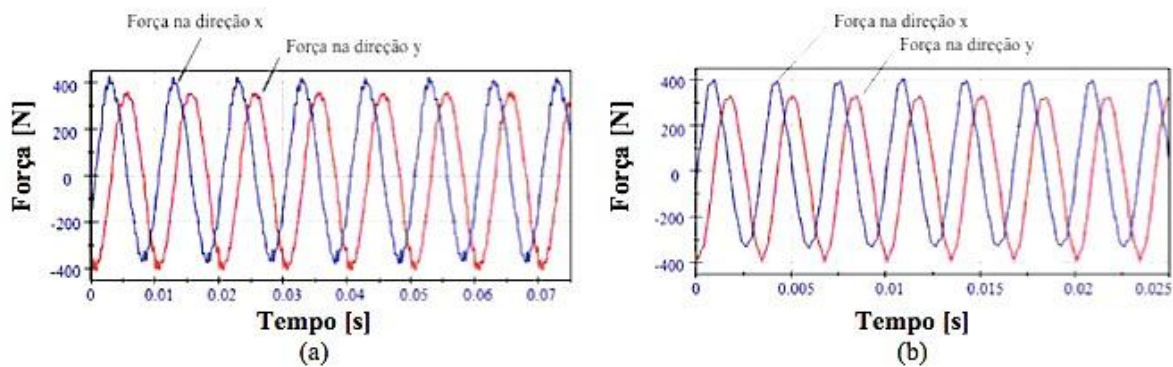 Força na direção x
Força na direção y
Força [N]
400
200
0
-200
-400
0
0.01
0.02
0.03
0.04
0.05
0.06
0.07
Tempo [s]
(a)
Força na direção x
Força na direção y
Força [N]
400
200
0
-200
-400
0
0.005
0.01
0.015
0.02
0.025
Tempo [s]
(b)